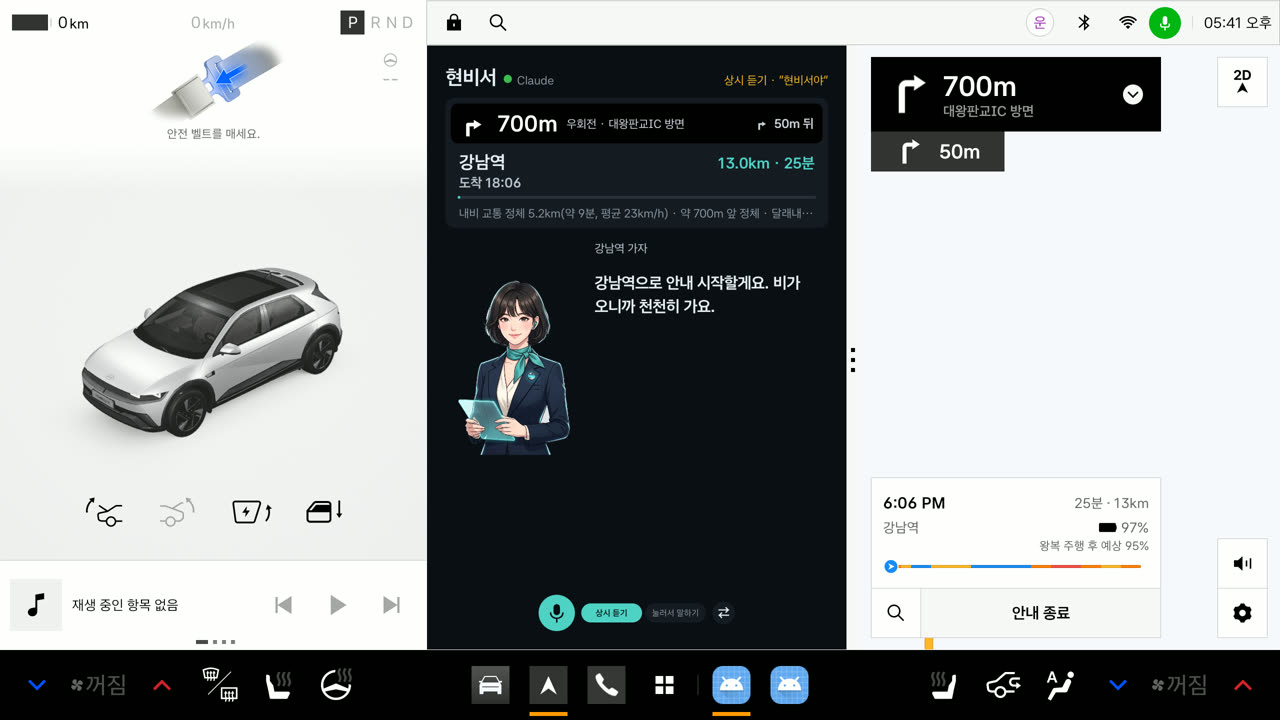 0 km
0 km/h
P R N D
안전 벨트를 매세요.
재생 중인 항목 없음
운
05:41 오후
현비서
Claude
상시 듣기 · "현비서야"
700m 우회전 · 대왕판교IC 방면
50m 뒤
강남역
13.0km · 25분
도착 18:06
내비 교통 정체 5.2km(약 9분, 평균 23km/h) · 약 700m 앞 정체 · 달래내…
강남역 가자
강남역으로 안내 시작할게요. 비가
오니까 천천히 가요.
상시 듣기
눌러서 말하기
700m
대왕판교IC 방면
50m
2D
6:06 PM
25분 · 13km
강남역
97%
왕복 주행 후 예상 95%
안내 종료
꺼짐
A
꺼짐